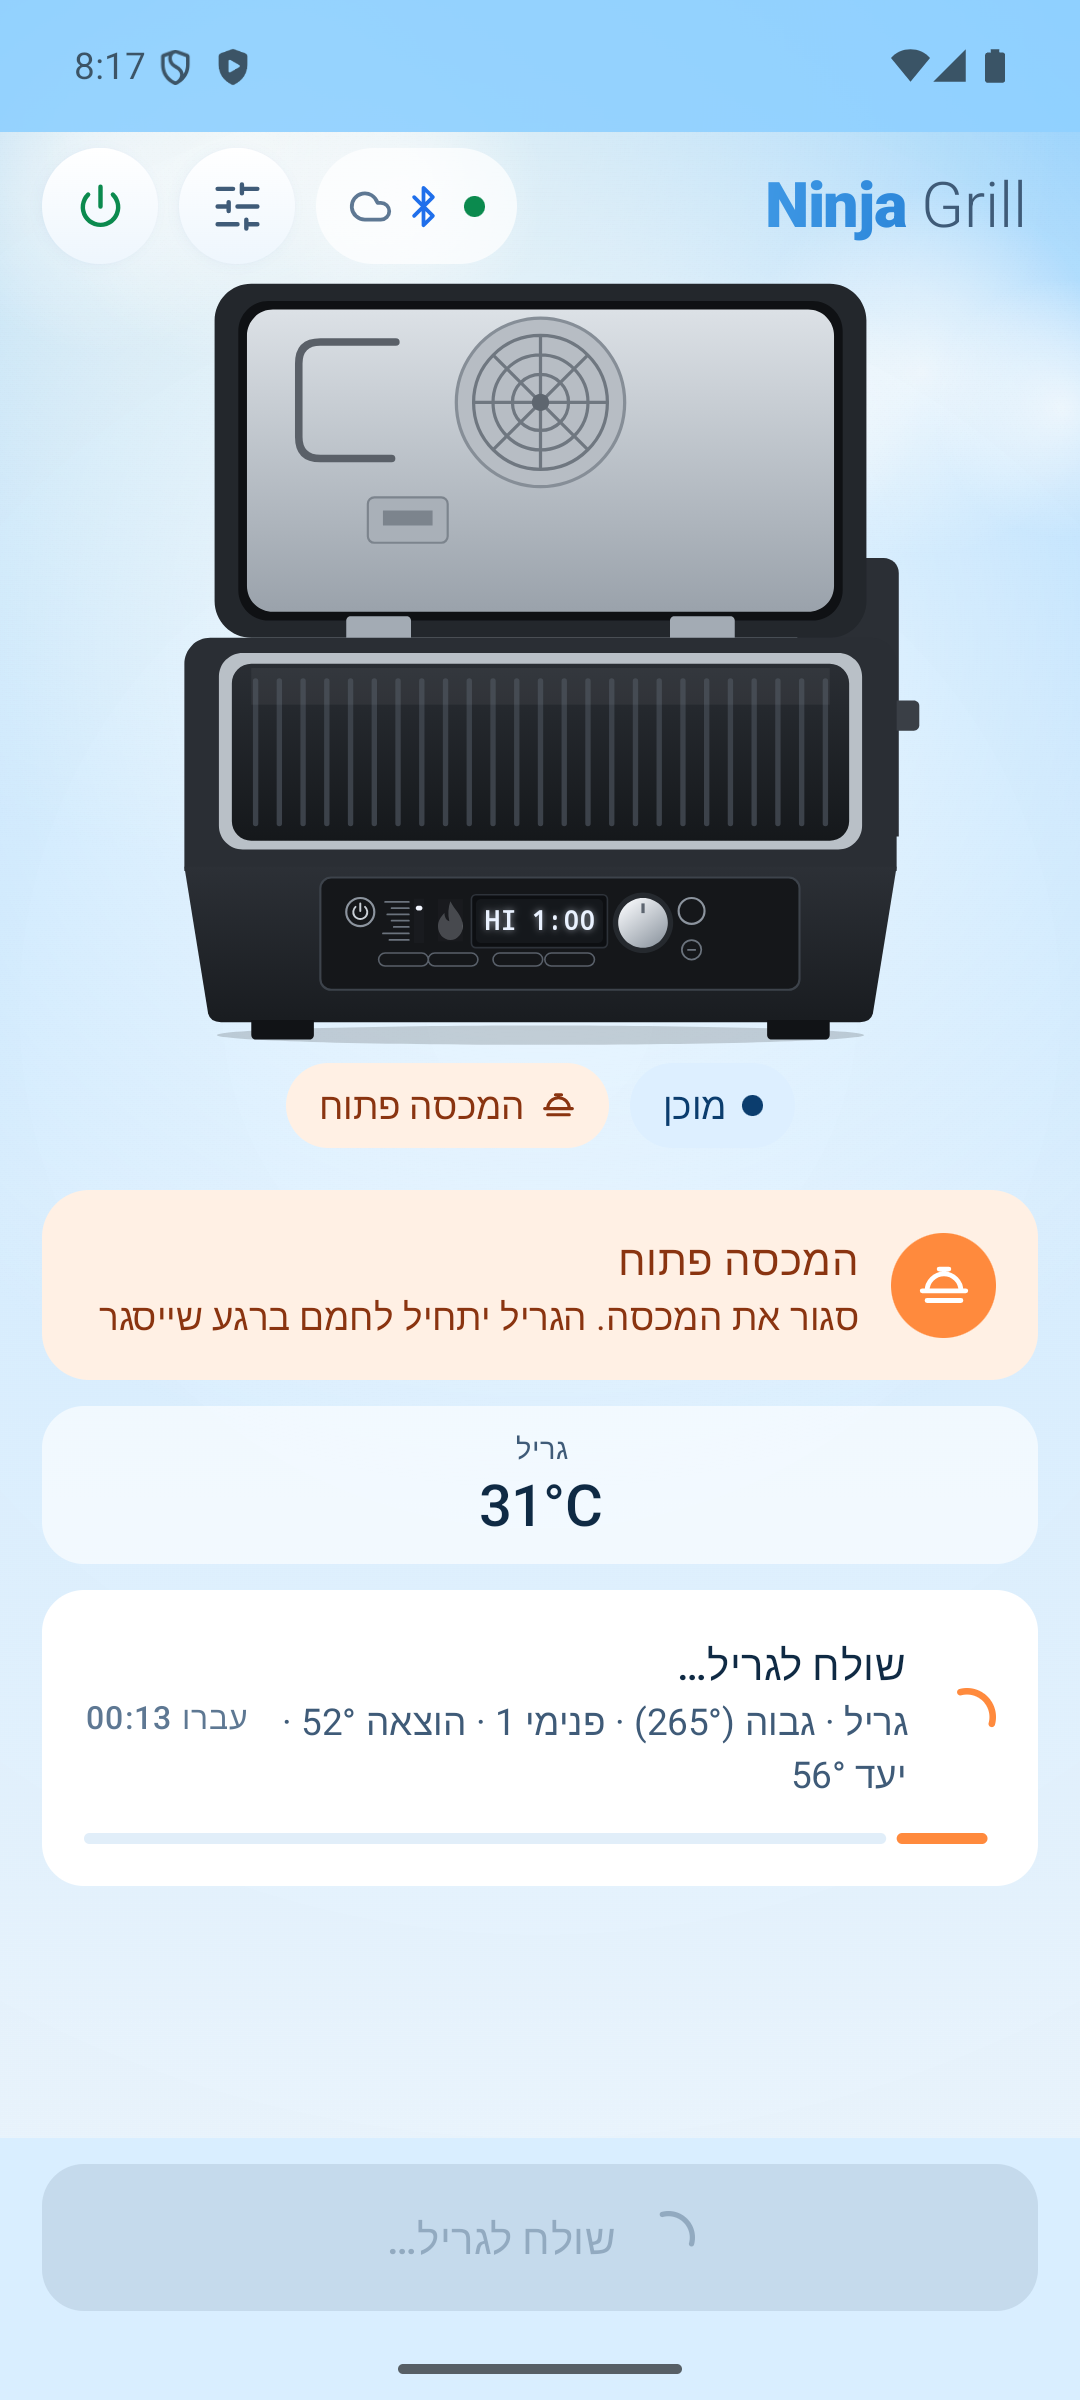 8:17
Ninja Grill
HI 1:00
מוכן
המכסה פתוח
המכסה פתוח
סגור את המכסה. הגריל יתחיל לחמם ברגע שייסגר
גריל
31°C
שולח לגריל...
גריל · גבוה (265°) · פנימי 1 · הוצאה 52° ·
יעד 56°
עברו 00:13
שולח לגריל...